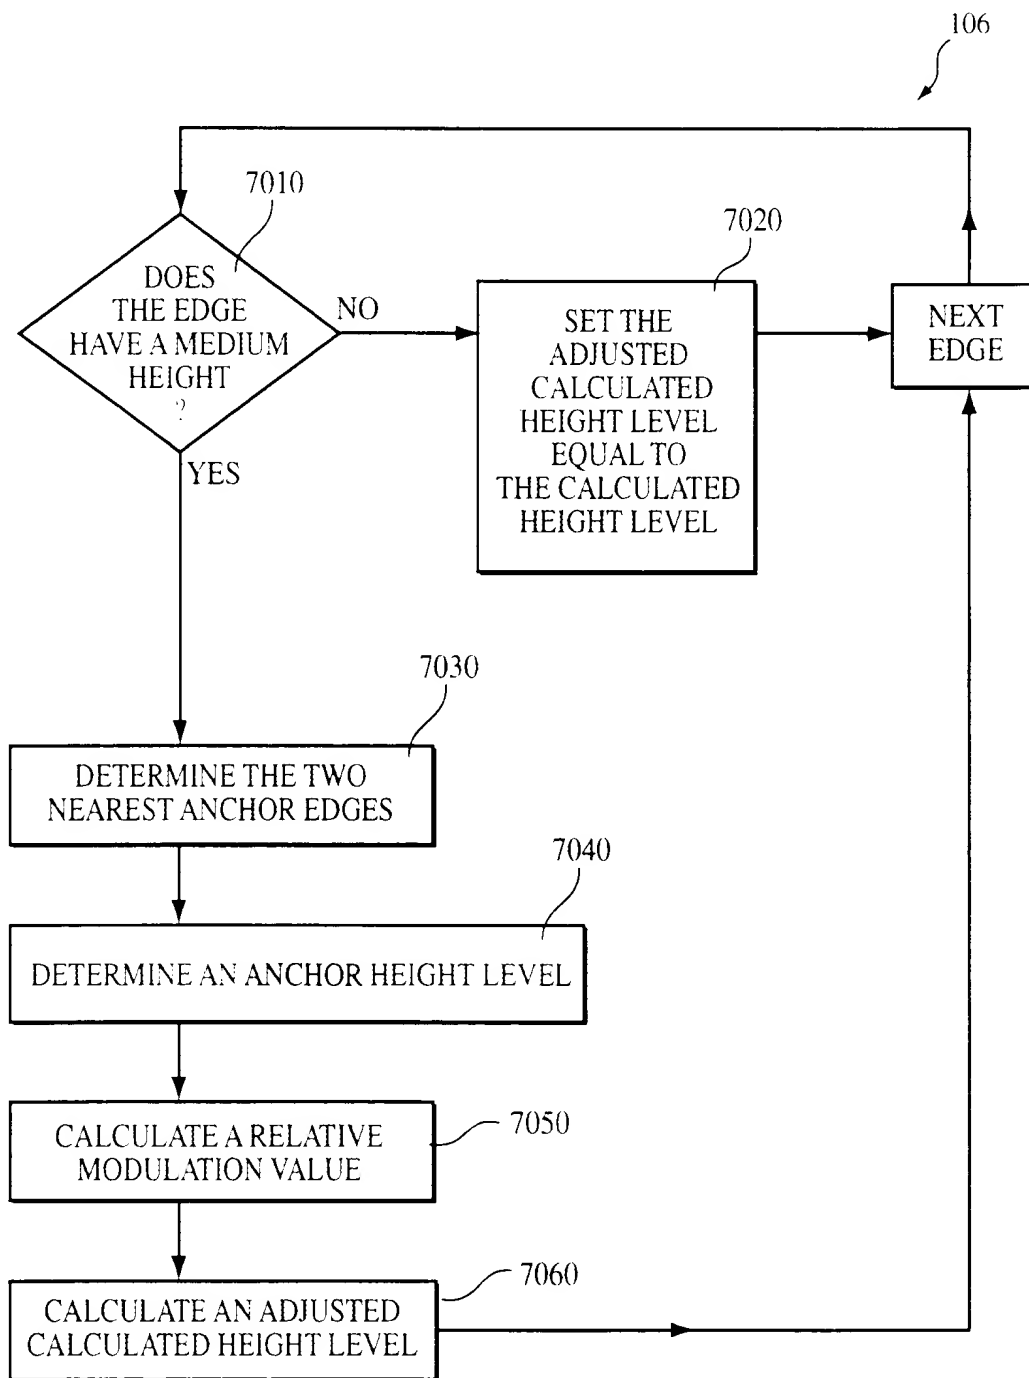 106
7010
DOES
THE EDGE
HAVE A MEDIUM
HEIGHT
?
NO
YES
7020
SET THE
ADJUSTED
CALCULATED
HEIGHT LEVEL
EQUAL TO
THE CALCULATED
HEIGHT LEVEL
NEXT
EDGE
7030
DETERMINE THE TWO
NEAREST ANCHOR EDGES
7040
DETERMINE AN ANCHOR HEIGHT LEVEL
7050
CALCULATE A RELATIVE
MODULATION VALUE
7060
CALCULATE AN ADJUSTED
CALCULATED HEIGHT LEVEL